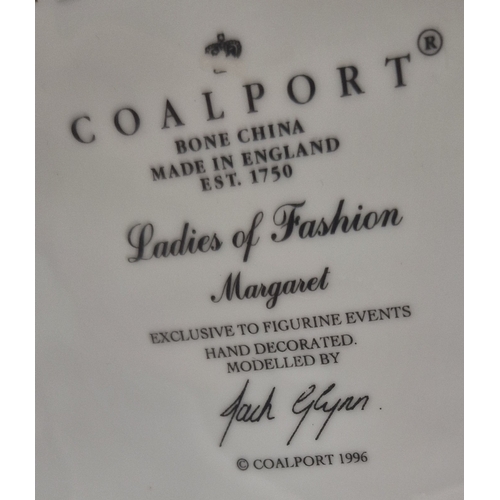 COALPORT®
BONE CHINA
MADE IN ENGLAND
EST. 1750
Ladies of Fashion
Margaret
EXCLUSIVE TO FIGURINE EVENTS
HAND DECORATED.
MODELLED BY
Jack Glynn.
© COALPORT 1996